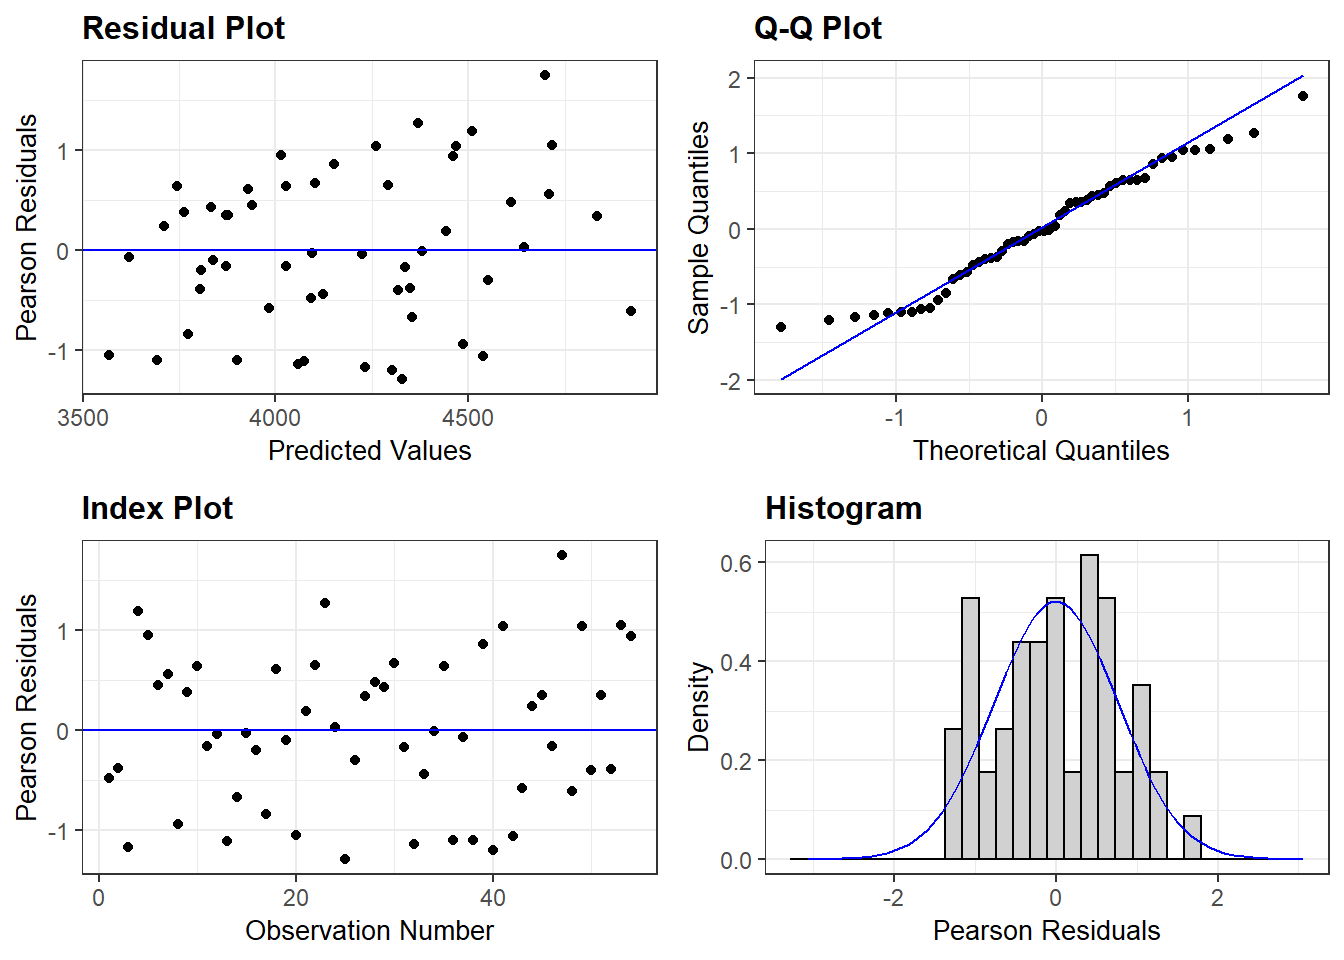 Residual Plot
Pearson Residuals
1
0
-1
3500 4000 4500
Predicted Values
Q-Q Plot
Sample Quantiles
2
1
0
-1
-2
-1 0 1
Theoretical Quantiles
Index Plot
Pearson Residuals
1
0
-1
0 20 40
Observation Number
Histogram
Density
0.6
0.4
0.2
0.0
-2 0 2
Pearson Residuals